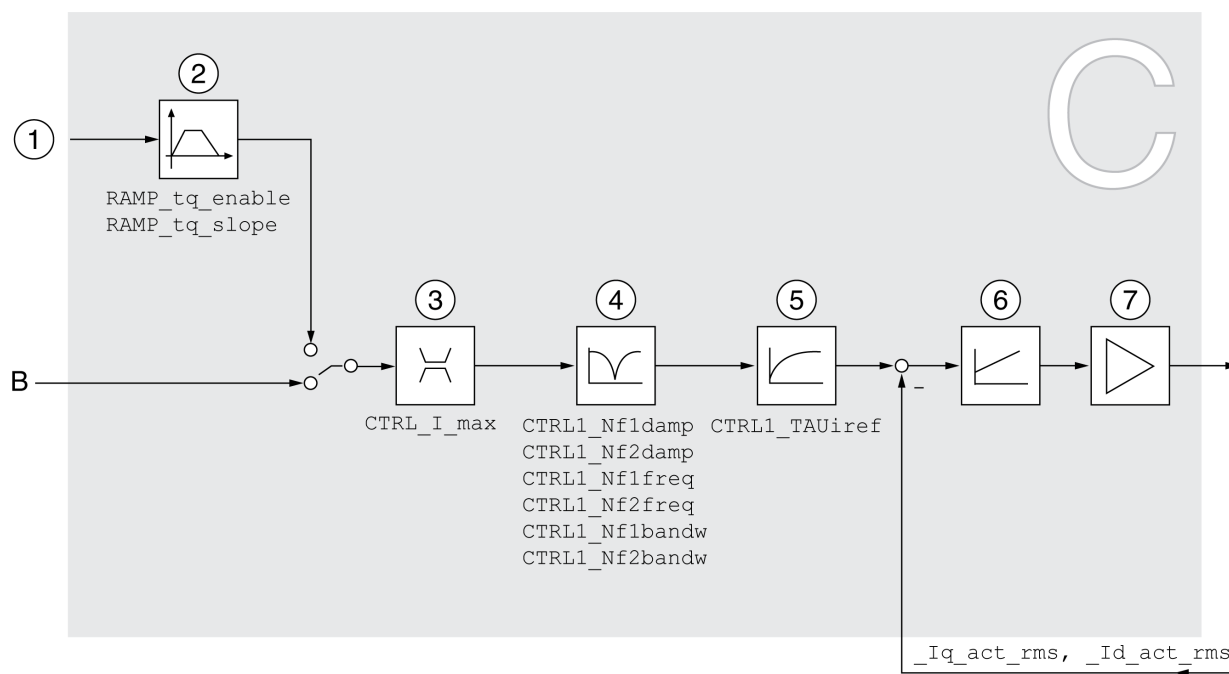 C
2
1
RAMP_tq_enable
RAMP_tq_slope
3
4
5
6
7
B
CTRL_I_max
CTRL1_Nf1damp
CTRL1_Nf2damp
CTRL1_Nf1freq
CTRL1_Nf2freq
CTRL1_Nf1bandw
CTRL1_Nf2bandw
CTRL1_TAUiref
–
_Iq_act_rms, _Id_act_rms